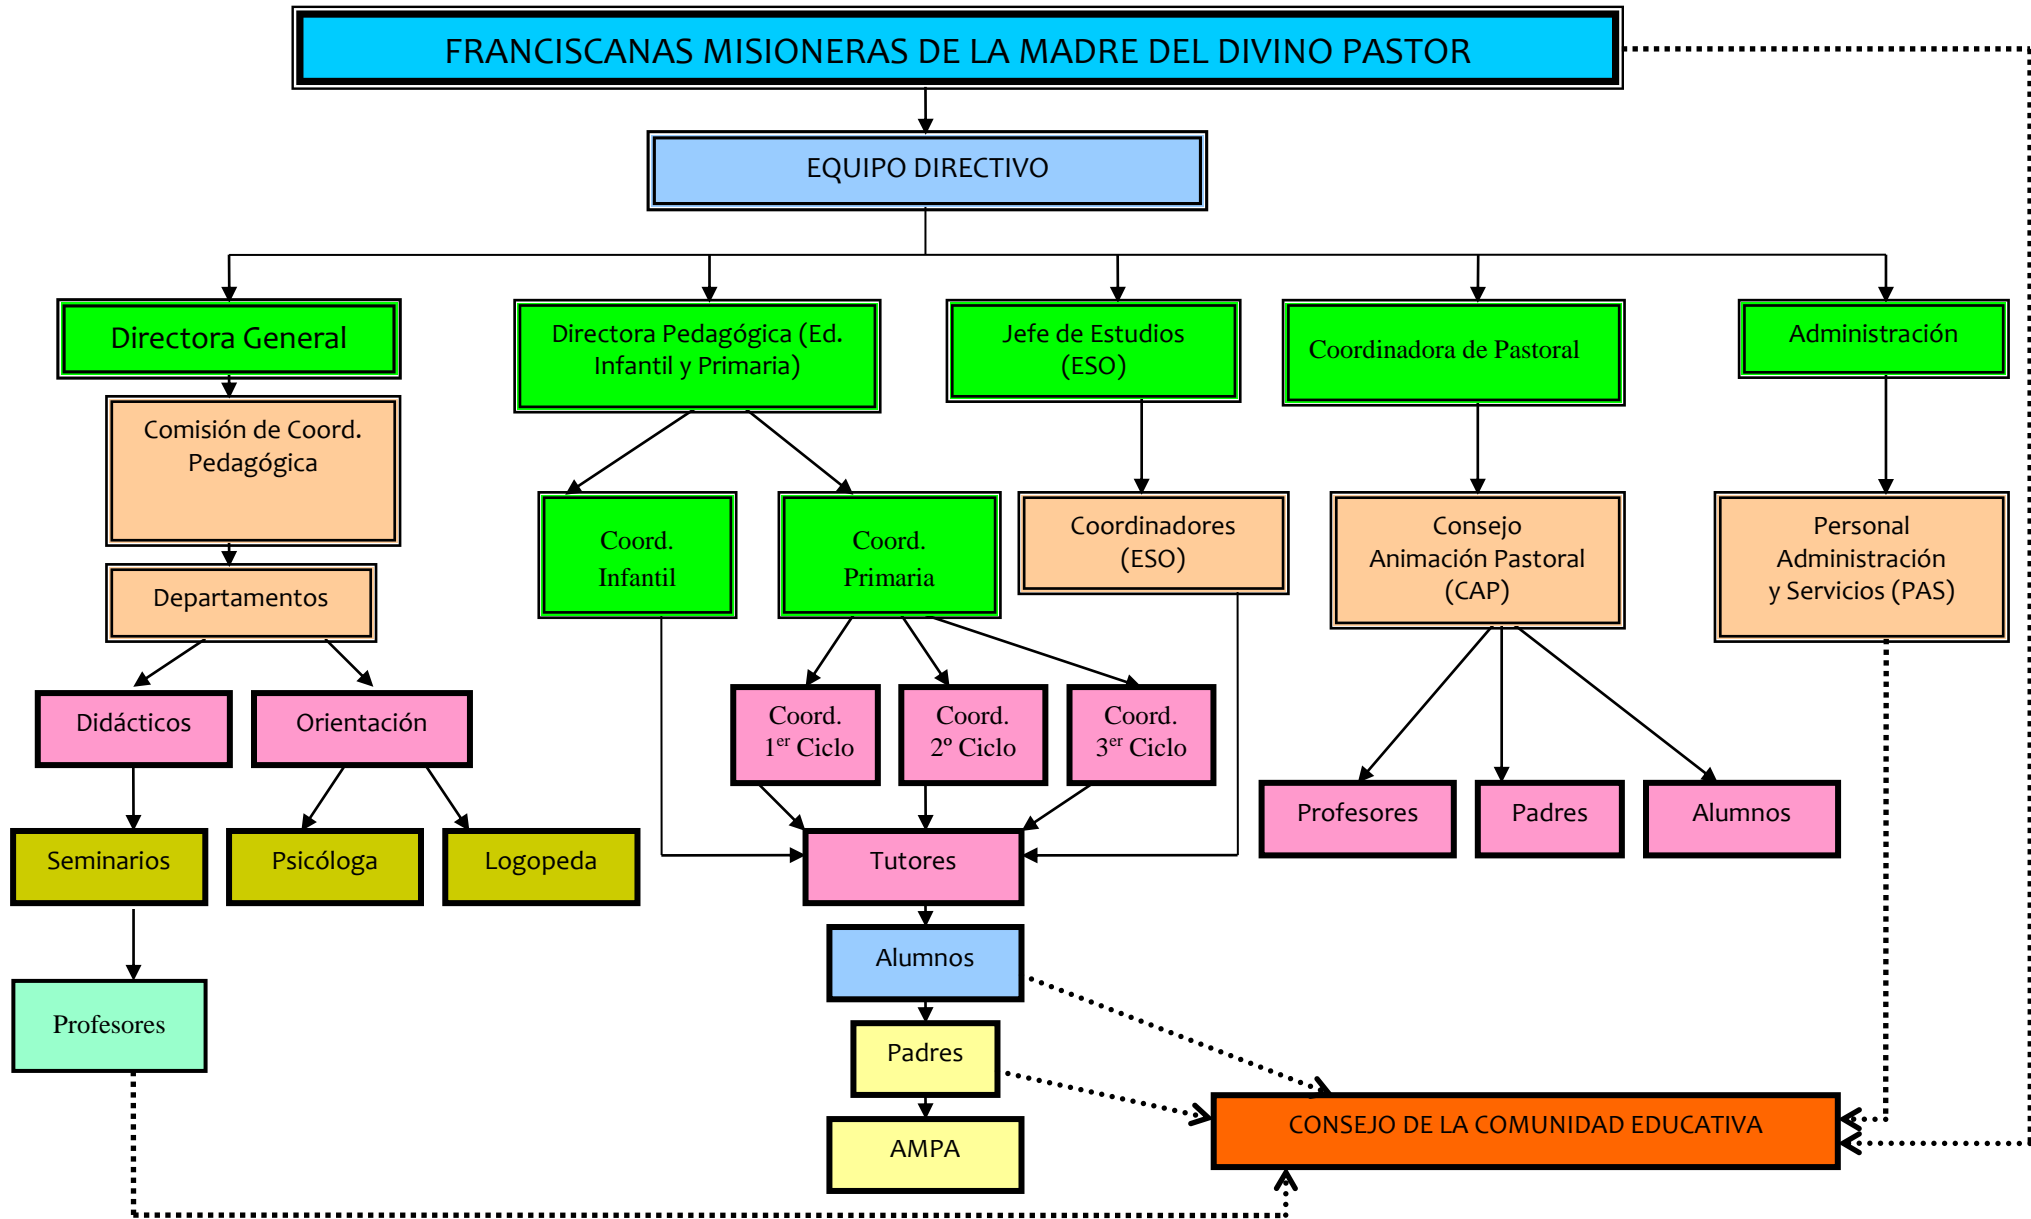 FRANCISCANAS MISIONERAS DE LA MADRE DEL DIVINO PASTOR
EQUIPO DIRECTIVO
Directora General
Directora Pedagógica (Ed.
Infantil y Primaria)
Jefe de Estudios
(ESO)
Coordinadora de Pastoral
Administración
Comisión de Coord.
Pedagógica
Coord.
Infantil
Coord.
Primaria
Coordinadores
(ESO)
Consejo
Animación Pastoral
(CAP)
Personal
Administración
y Servicios (PAS)
Departamentos
Didácticos
Orientación
Coord.
1er Ciclo
Coord.
2º Ciclo
Coord.
3er Ciclo
Profesores
Padres
Alumnos
Seminarios
Psicóloga
Logopeda
Tutores
Alumnos
Profesores
Padres
AMPA
CONSEJO DE LA COMUNIDAD EDUCATIVA